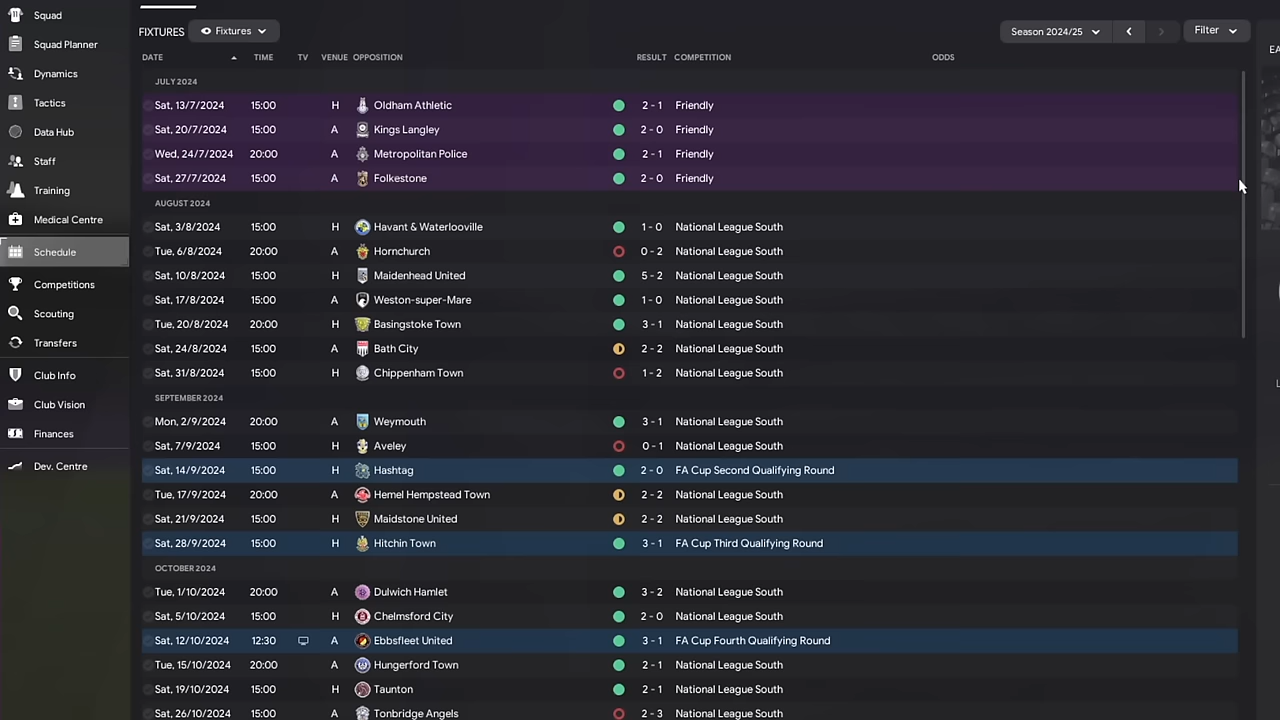 Squad
Squad Planner
Dynamics
Tactics
Data Hub
Staff
Training
Medical Centre
Schedule
Competitions
Scouting
Transfers
Club Info
Club Vision
Finances
Dev. Centre
FIXTURES Fixtures Season 2024/25 Filter
DATE TIME TV VENUE OPPOSITION RESULT COMPETITION ODDS
JULY 2024
Sat, 13/7/2024 15:00 H Oldham Athletic 2 - 1 Friendly
Sat, 20/7/2024 15:00 A Kings Langley 2 - 0 Friendly
Wed, 24/7/2024 20:00 A Metropolitan Police 2 - 1 Friendly
Sat, 27/7/2024 15:00 A Folkestone 2 - 0 Friendly
AUGUST 2024
Sat, 3/8/2024 15:00 H Havant & Waterlooville 1 - 0 National League South
Tue, 6/8/2024 20:00 A Hornchurch 0 - 2 National League South
Sat, 10/8/2024 15:00 H Maidenhead United 5 - 2 National League South
Sat, 17/8/2024 15:00 A Weston-super-Mare 1 - 0 National League South
Tue, 20/8/2024 20:00 H Basingstoke Town 3 - 1 National League South
Sat, 24/8/2024 15:00 A Bath City 2 - 2 National League South
Sat, 31/8/2024 15:00 H Chippenham Town 1 - 2 National League South
SEPTEMBER 2024
Mon, 2/9/2024 20:00 A Weymouth 3 - 1 National League South
Sat, 7/9/2024 15:00 H Aveley 0 - 1 National League South
Sat, 14/9/2024 15:00 H Hashtag 2 - 0 FA Cup Second Qualifying Round
Tue, 17/9/2024 20:00 A Hemel Hempstead Town 2 - 2 National League South
Sat, 21/9/2024 15:00 H Maidstone United 2 - 2 National League South
Sat, 28/9/2024 15:00 H Hitchin Town 3 - 1 FA Cup Third Qualifying Round
OCTOBER 2024
Tue, 1/10/2024 20:00 A Dulwich Hamlet 3 - 2 National League South
Sat, 5/10/2024 15:00 H Chelmsford City 2 - 0 National League South
Sat, 12/10/2024 12:30 A Ebbsfleet United 3 - 1 FA Cup Fourth Qualifying Round
Tue, 15/10/2024 20:00 A Hungerford Town 2 - 1 National League South
Sat, 19/10/2024 15:00 H Taunton 2 - 1 National League South
Sat, 26/10/2024 15:00 A Tonbridge Angels 2 - 3 National League South